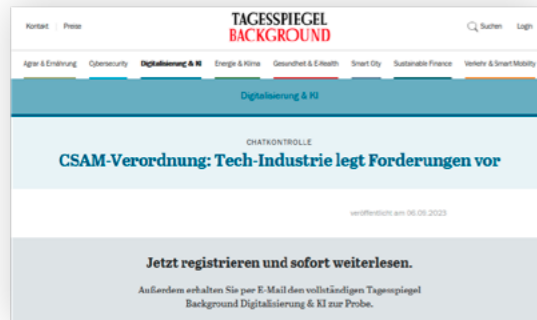 Kontakt Presse
TAGESSPIEGEL
BACKGROUND
Suchen Login
Agrar & Ernährung Cybersecurity Digitalisierung & KI Energie & Klima Gesundheit & E-Health Smart City Sustainable Finance Verkehr & Smart Mobility
Digitalisierung & KI
CHATKONTROLLE
CSAM-Verordnung: Tech-Industrie legt Forderungen vor
veröffentlicht am 06.09.2023
Jetzt registrieren und sofort weiterlesen.
Außerdem erhalten Sie per E-Mail den vollständigen Tagesspiegel
Background Digitalisierung & KI zur Probe.